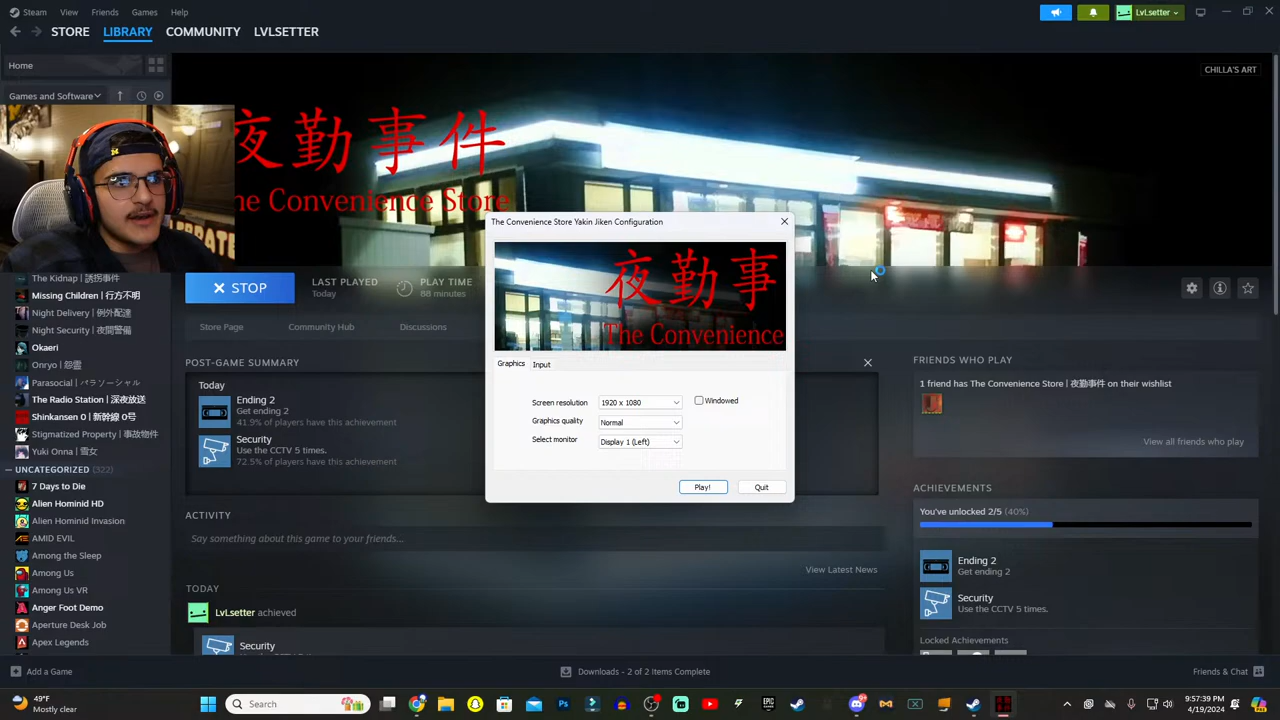 Steam View Friends Games Help
LvLsetter
STORE LIBRARY COMMUNITY LVLSETTER
Home
CHILLA'S ART
Games and Software
夜勤事件
The Convenience Store
The Convenience Store Yakin Jiken Configuration
夜勤事
The Convenience
The Kidnap | 誘拐事件
Missing Children | 行方不明
Night Delivery | 例外配達
Night Security | 夜間警備
Okaeri
Onryo | 怨霊
Parasocial | パラソーシャル
The Radio Station | 深夜放送
Shinkansen 0 | 新幹線 0号
Stigmatized Property | 事故物件
Yuki Onna | 雪女
UNCATEGORIZED (322)
7 Days to Die
Alien Hominid HD
Alien Hominid Invasion
AMID EVIL
Among the Sleep
Among Us
Among Us VR
Anger Foot Demo
Aperture Desk Job
Apex Legends
STOP
LAST PLAYED
Today
PLAY TIME
88 minutes
Store Page Community Hub Discussions
POST-GAME SUMMARY
Today
Ending 2
Get ending 2
41.9% of players have this achievement
Security
Use the CCTV 5 times.
72.5% of players have this achievement
Graphics Input
Screen resolution 1920 x 1080 Windowed
Graphics quality Normal
Select monitor Display 1 (Left)
Play! Quit
ACTIVITY
Say something about this game to your friends...
View Latest News
TODAY
LvLsetter achieved
Security
FRIENDS WHO PLAY
1 friend has The Convenience Store | 夜勤事件 on their wishlist
View all friends who play
ACHIEVEMENTS
You've unlocked 2/5 (40%)
Ending 2
Get ending 2
Security
Use the CCTV 5 times.
Locked Achievements
Add a Game
Downloads - 2 of 2 Items Complete
Friends & Chat
49°F
Mostly clear
Search
9:57:39 PM
4/19/2024